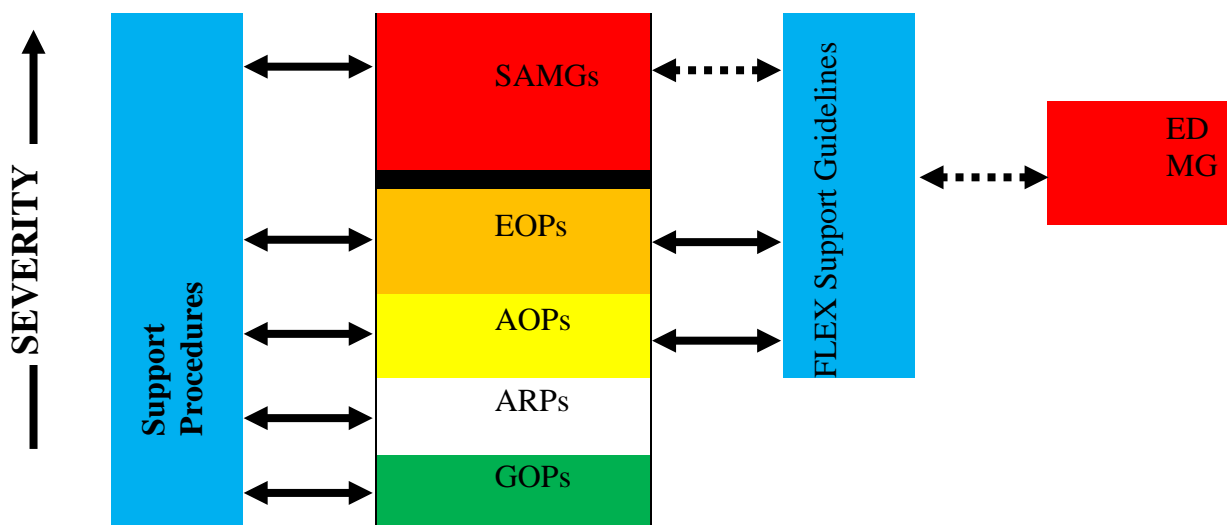 SEVERITY
Support
Procedures
SAMGs
EOPs
AOPs
ARPs
GOPs
FLEX Support Guidelines
ED
MG